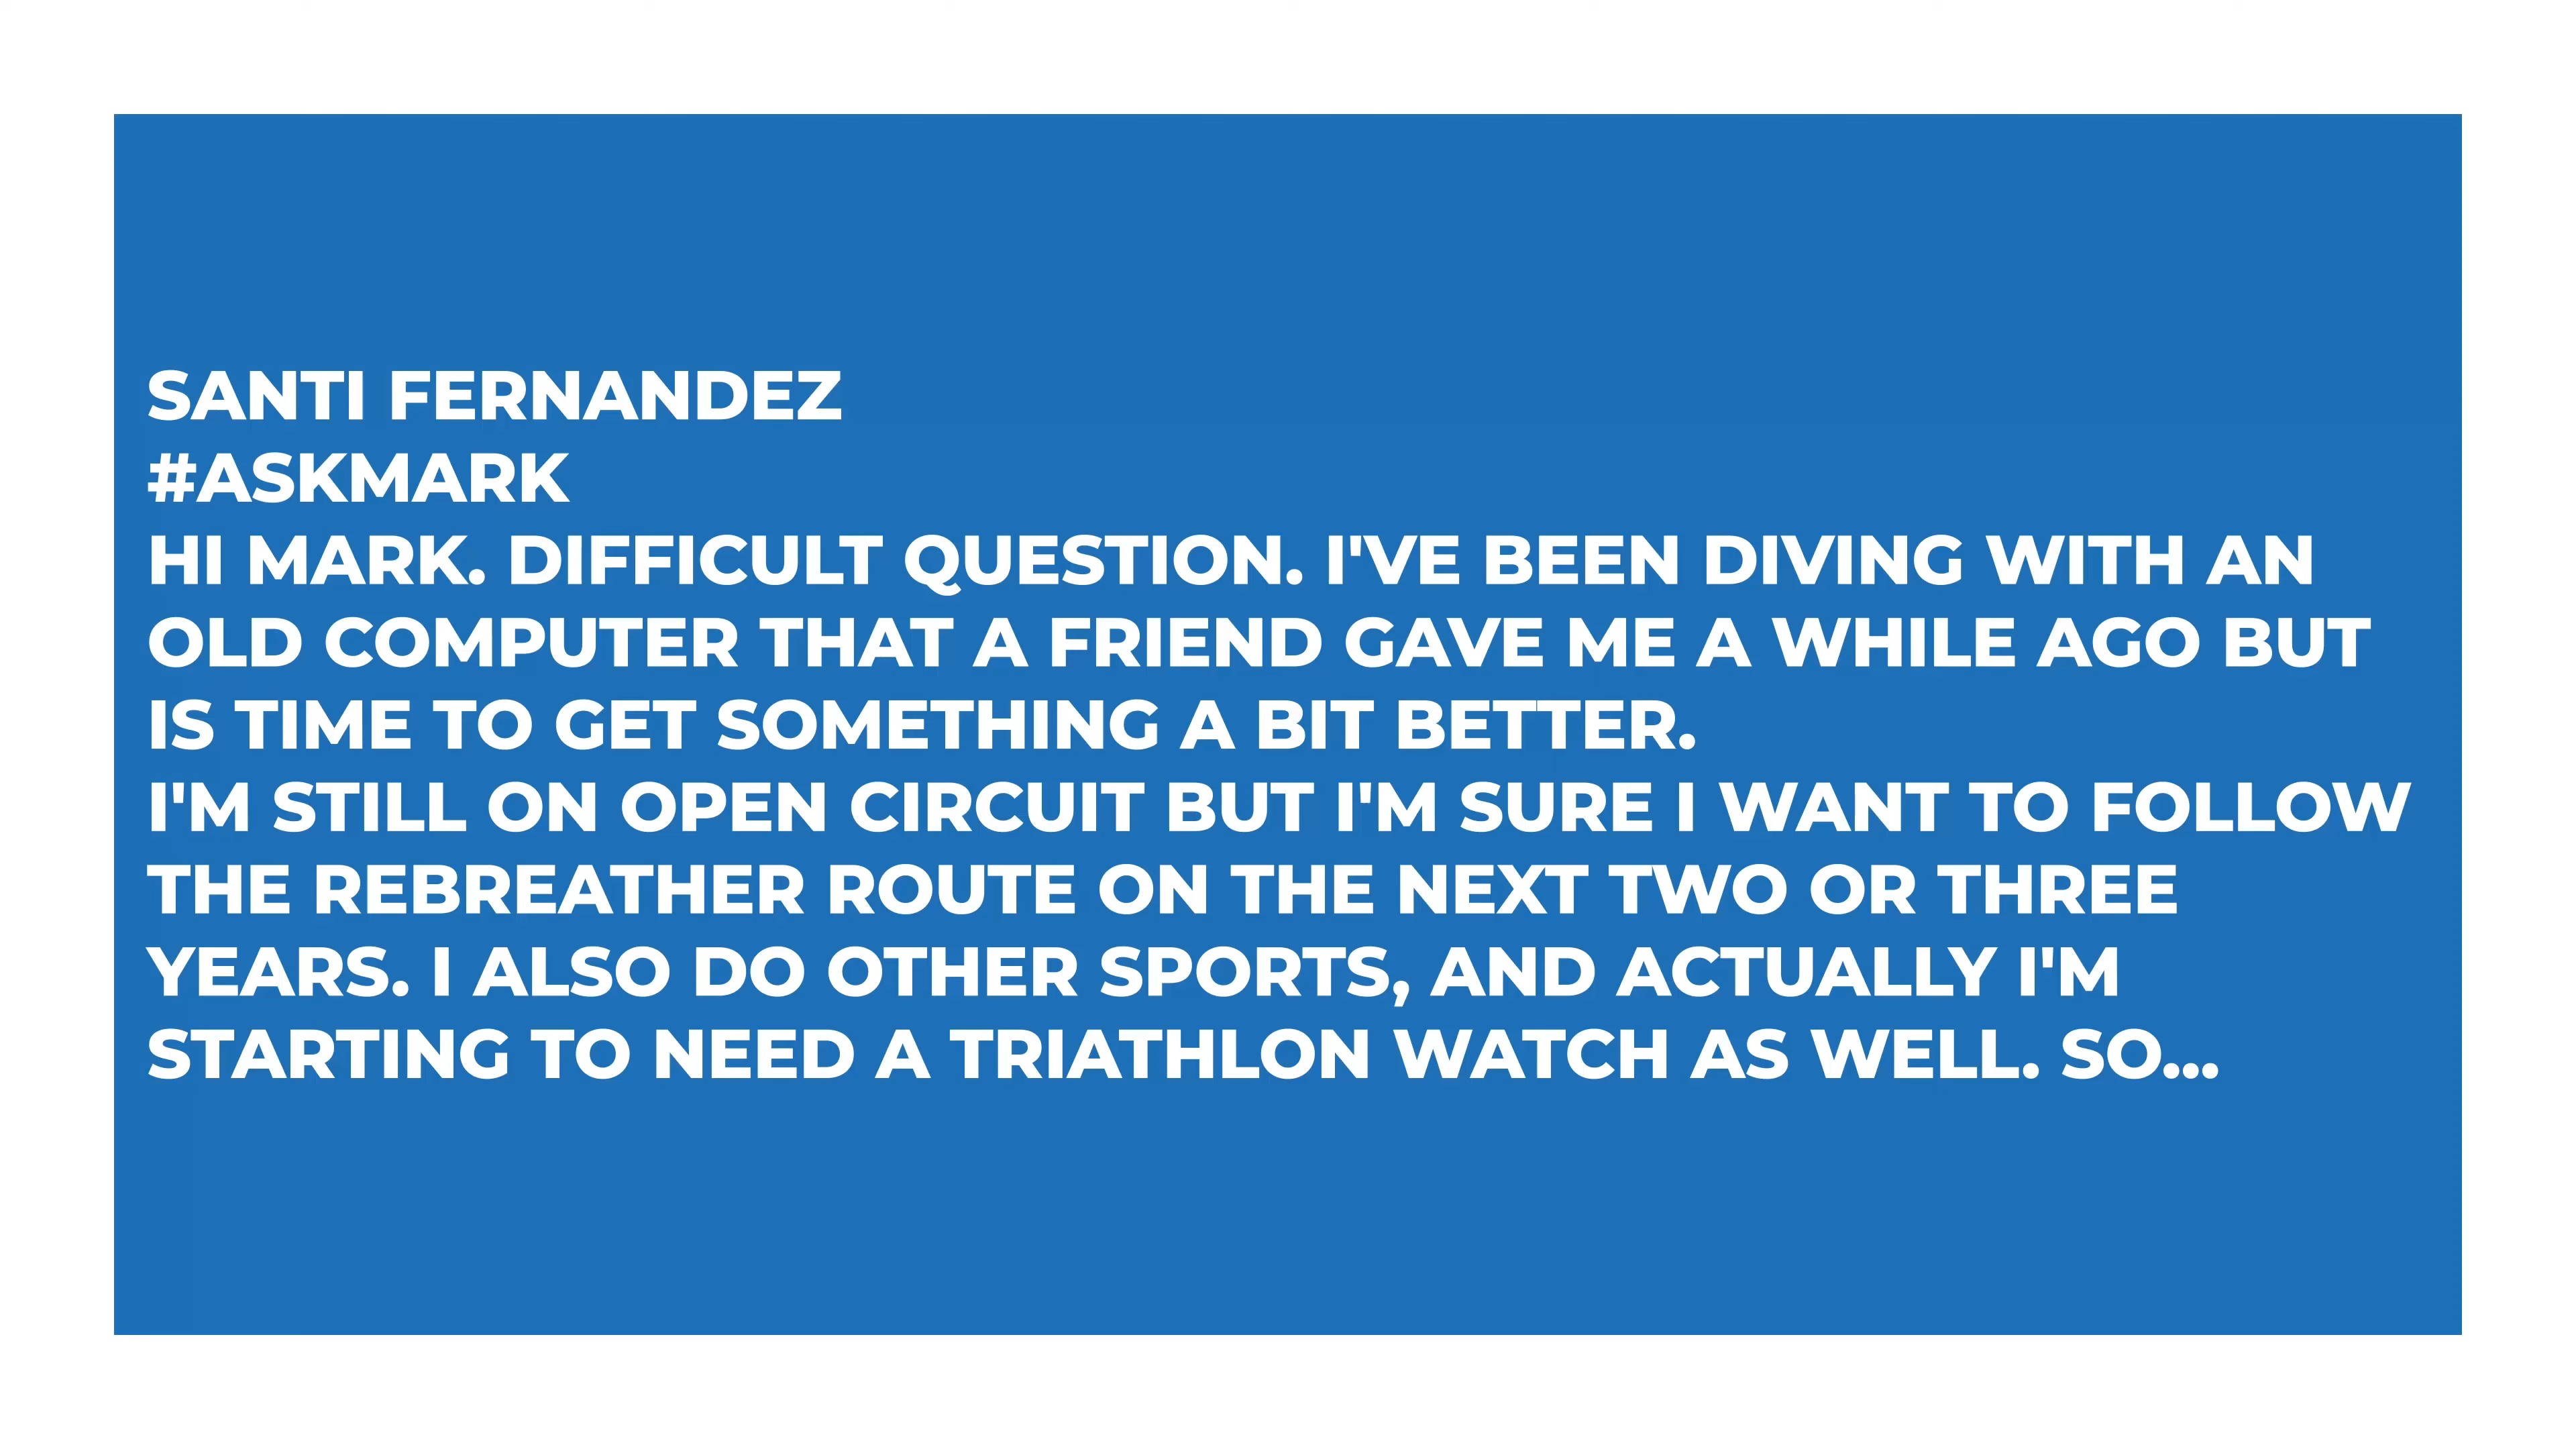 SANTI FERNANDEZ
#ASKMARK
HI MARK. DIFFICULT QUESTION. I'VE BEEN DIVING WITH AN
OLD COMPUTER THAT A FRIEND GAVE ME A WHILE AGO BUT
IS TIME TO GET SOMETHING A BIT BETTER.
I'M STILL ON OPEN CIRCUIT BUT I'M SURE I WANT TO FOLLOW
THE REBREATHER ROUTE ON THE NEXT TWO OR THREE
YEARS. I ALSO DO OTHER SPORTS, AND ACTUALLY I'M
STARTING TO NEED A TRIATHLON WATCH AS WELL. SO...